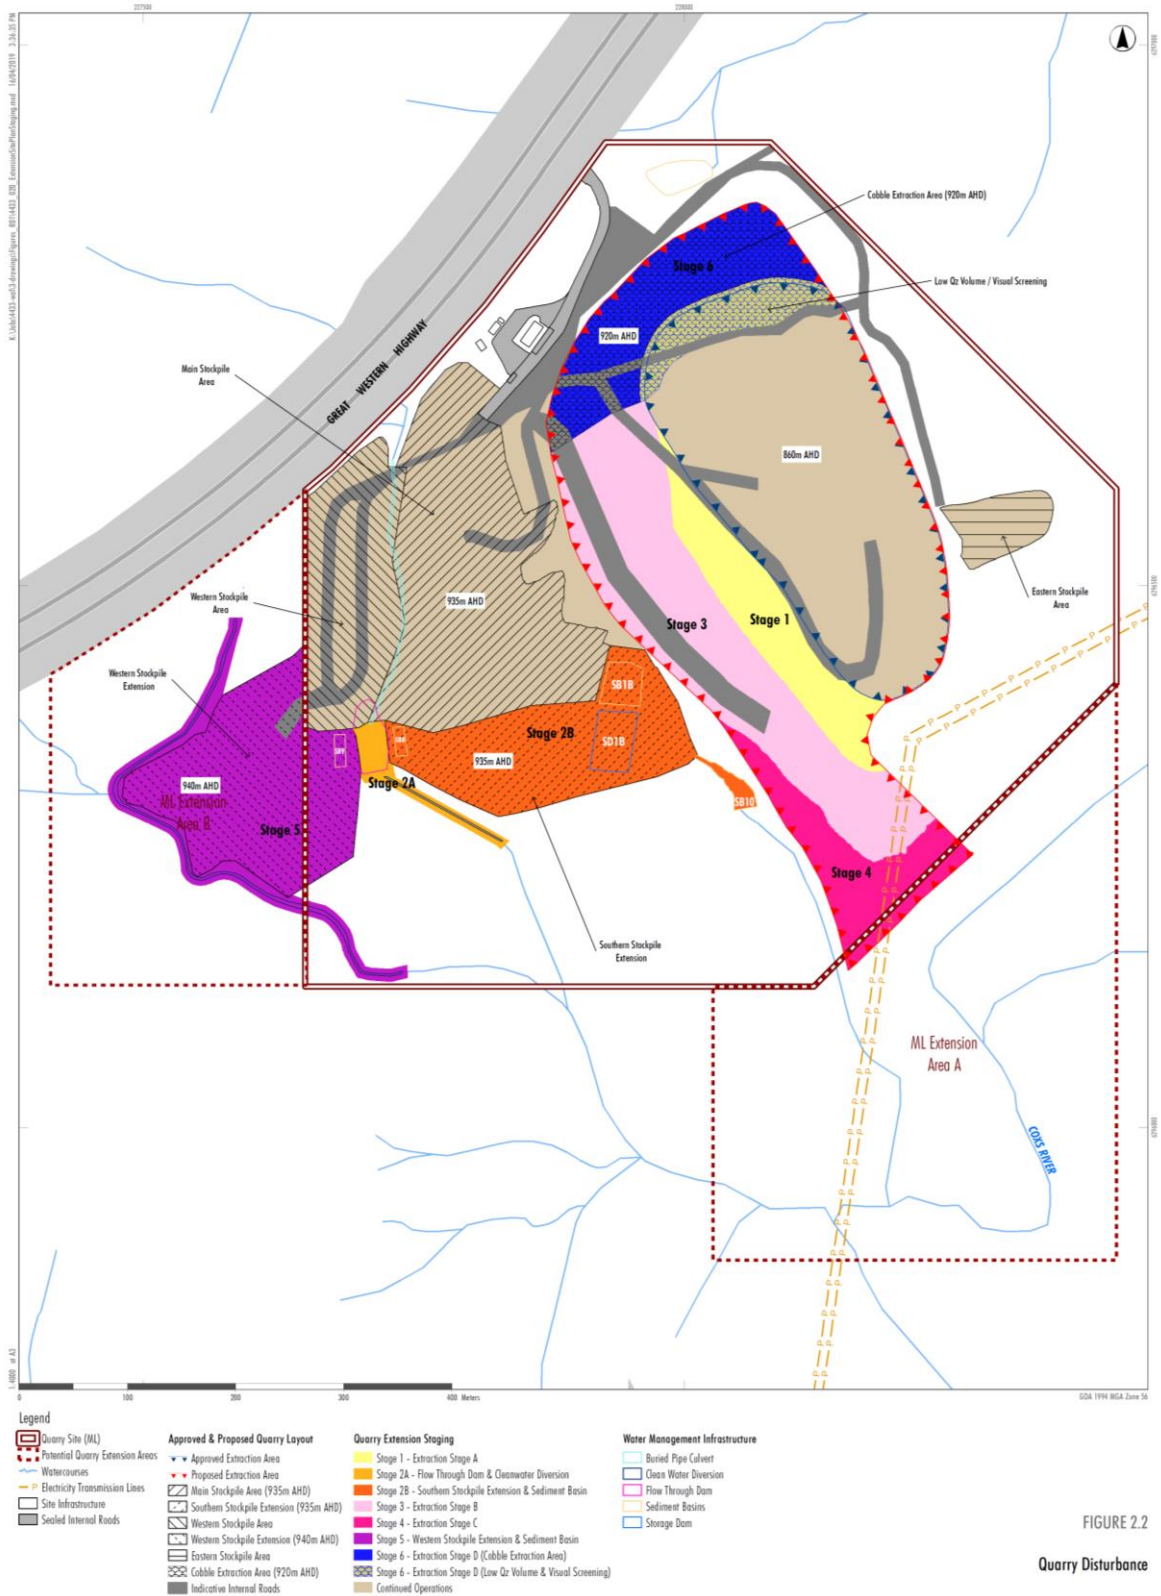 227500
228000
6297000
Cobble Extraction Area (920m AHD)
Stage 6
Low Qz Volume / Visual Screening
920m AHD
GREAT WESTERN HIGHWAY
Main Stockpile
Area
860m AHD
Western Stockpile
Area
935m AHD
Stage 3
Stage 1
Eastern Stockpile
Area
6296500
Western Stockpile
Extension
SB1B
SD1B
Stage 2B
935m AHD
Stage 2A
940m AHD
ML Extension
Area B
Stage 5
SB10
Stage 4
Southern Stockpile
Extension
ML Extension
Area A
COXS RIVER
6296000
1:4000 at A3
0 100 200 300 400 Meters
GDA 1994 MGA Zone 56
Legend
Quarry Site (ML)
Potential Quarry Extension Areas
Watercourses
Electricity Transmission Lines
Site Infrastructure
Sealed Internal Roads
Approved & Proposed Quarry Layout
Approved Extraction Area
Proposed Extraction Area
Main Stockpile Area (935m AHD)
Southern Stockpile Extension (935m AHD)
Western Stockpile Area
Western Stockpile Extension (940m AHD)
Eastern Stockpile Area
Cobble Extraction Area (920m AHD)
Indicative Internal Roads
Quarry Extension Staging
Stage 1 - Extraction Stage A
Stage 2A - Flow Through Dam & Cleanwater Diversion
Stage 2B - Southern Stockpile Extension & Sediment Basin
Stage 3 - Extraction Stage B
Stage 4 - Extraction Stage C
Stage 5 - Western Stockpile Extension & Sediment Basin
Stage 6 - Extraction Stage D (Cobble Extraction Area)
Stage 6 - Extraction Stage D (Low Qz Volume & Visual Screening)
Continued Operations
Water Management Infrastructure
Buried Pipe Culvert
Clean Water Diversion
Flow Through Dam
Sediment Basins
Storage Dam
FIGURE 2.2
Quarry Disturbance